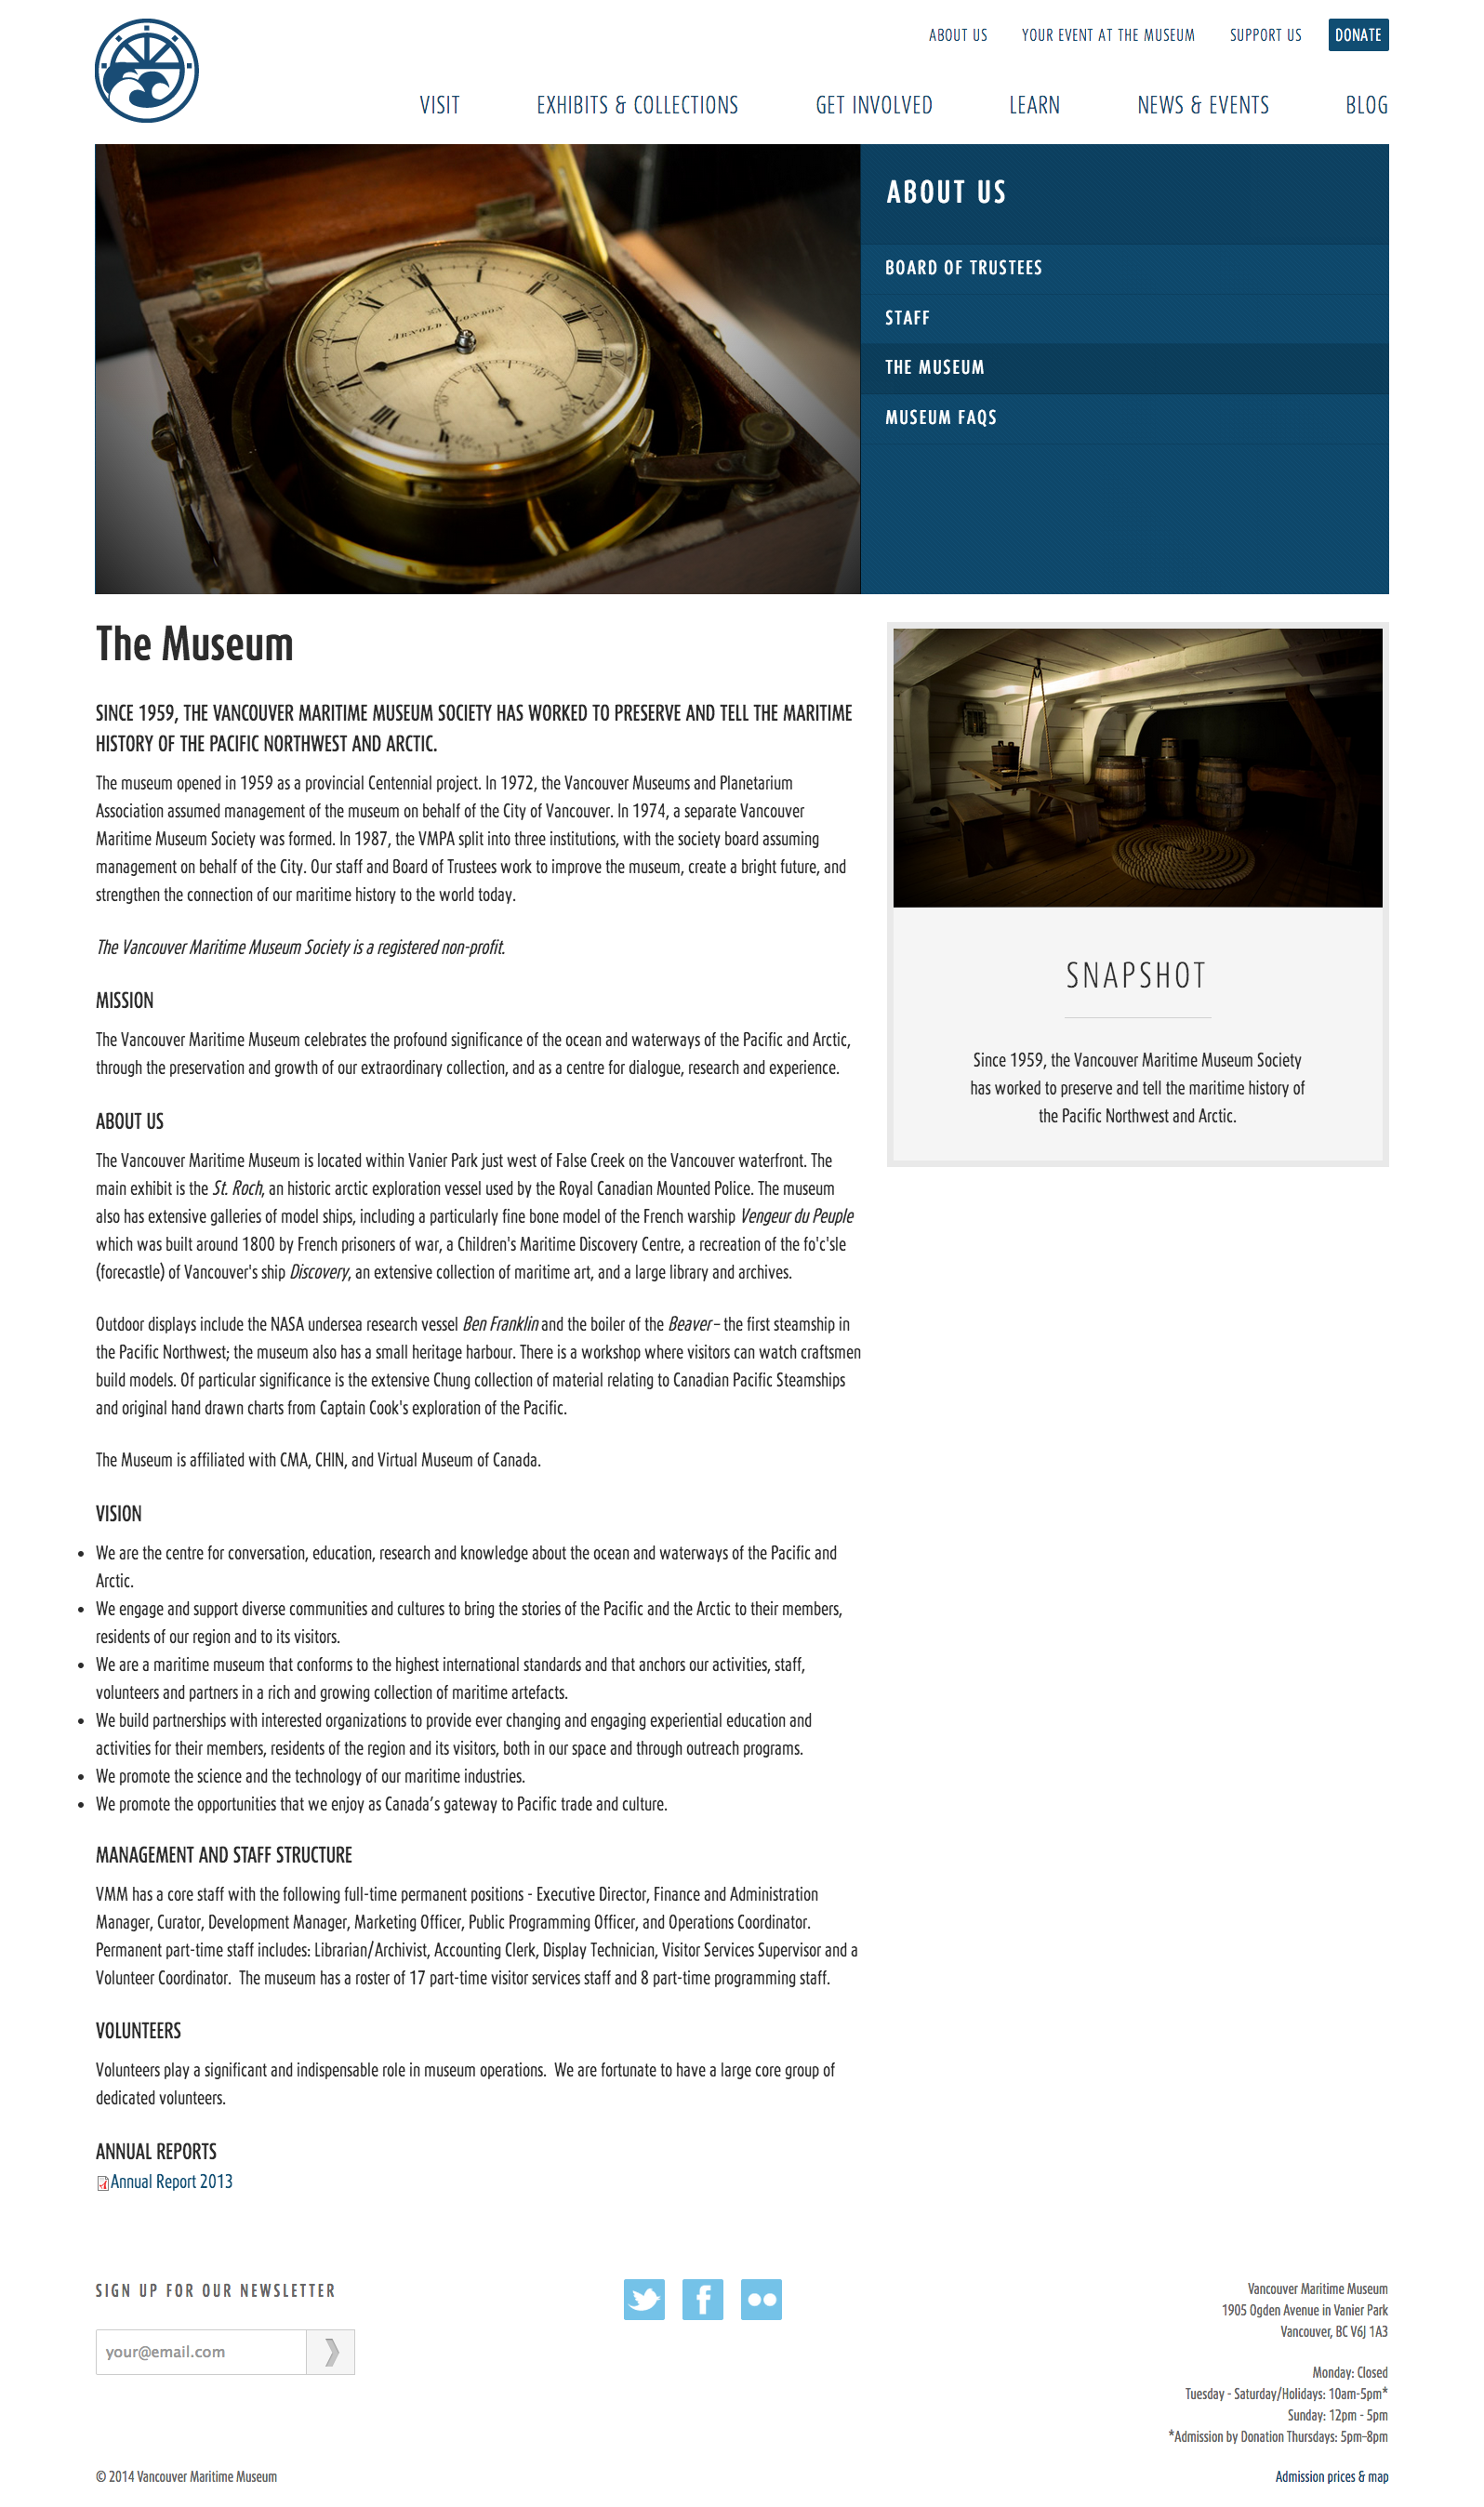 ABOUT US
YOUR EVENT AT THE MUSEUM
SUPPORT US
DONATE
VISIT
EXHIBITS & COLLECTIONS
GET INVOLVED
LEARN
NEWS & EVENTS
BLOG
ARNOLD LONDON
ABOUT US
BOARD OF TRUSTEES
STAFF
THE MUSEUM
MUSEUM FAQS
The Museum
SINCE 1959, THE VANCOUVER MARITIME MUSEUM SOCIETY HAS WORKED TO PRESERVE AND TELL THE MARITIME
HISTORY OF THE PACIFIC NORTHWEST AND ARCTIC.
The museum opened in 1959 as a provincial Centennial project. In 1972, the Vancouver Museums and Planetarium
Association assumed management of the museum on behalf of the City of Vancouver. In 1974, a separate Vancouver
Maritime Museum Society was formed. In 1987, the VMPA split into three institutions, with the society board assuming
management on behalf of the City. Our staff and Board of Trustees work to improve the museum, create a bright future, and
strengthen the connection of our maritime history to the world today.
The Vancouver Maritime Museum Society is a registered non-profit.
MISSION
The Vancouver Maritime Museum celebrates the profound significance of the ocean and waterways of the Pacific and Arctic,
through the preservation and growth of our extraordinary collection, and as a centre for dialogue, research and experience.
ABOUT US
The Vancouver Maritime Museum is located within Vanier Park just west of False Creek on the Vancouver waterfront. The
main exhibit is the St. Roch, an historic arctic exploration vessel used by the Royal Canadian Mounted Police. The museum
also has extensive galleries of model ships, including a particularly fine bone model of the French warship Vengeur du Peuple
which was built around 1800 by French prisoners of war, a Children's Maritime Discovery Centre, a recreation of the fo'c'sle
(forecastle) of Vancouver's ship Discovery, an extensive collection of maritime art, and a large library and archives.
Outdoor displays include the NASA undersea research vessel Ben Franklin and the boiler of the Beaver – the first steamship in
the Pacific Northwest; the museum also has a small heritage harbour. There is a workshop where visitors can watch craftsmen
build models. Of particular significance is the extensive Chung collection of material relating to Canadian Pacific Steamships
and original hand drawn charts from Captain Cook's exploration of the Pacific.
The Museum is affiliated with CMA, CHIN, and Virtual Museum of Canada.
VISION
• We are the centre for conversation, education, research and knowledge about the ocean and waterways of the Pacific and
Arctic.
• We engage and support diverse communities and cultures to bring the stories of the Pacific and the Arctic to their members,
residents of our region and to its visitors.
• We are a maritime museum that conforms to the highest international standards and that anchors our activities, staff,
volunteers and partners in a rich and growing collection of maritime artefacts.
• We build partnerships with interested organizations to provide ever changing and engaging experiential education and
activities for their members, residents of the region and its visitors, both in our space and through outreach programs.
• We promote the science and the technology of our maritime industries.
• We promote the opportunities that we enjoy as Canada’s gateway to Pacific trade and culture.
MANAGEMENT AND STAFF STRUCTURE
VMM has a core staff with the following full-time permanent positions - Executive Director, Finance and Administration
Manager, Curator, Development Manager, Marketing Officer, Public Programming Officer, and Operations Coordinator.
Permanent part-time staff includes: Librarian/Archivist, Accounting Clerk, Display Technician, Visitor Services Supervisor and a
Volunteer Coordinator.  The museum has a roster of 17 part-time visitor services staff and 8 part-time programming staff.
VOLUNTEERS
Volunteers play a significant and indispensable role in museum operations.  We are fortunate to have a large core group of
dedicated volunteers.
ANNUAL REPORTS
Annual Report 2013
SNAPSHOT
Since 1959, the Vancouver Maritime Museum Society
has worked to preserve and tell the maritime history of
the Pacific Northwest and Arctic.
SIGN UP FOR OUR NEWSLETTER
your@email.com
Vancouver Maritime Museum
1905 Ogden Avenue in Vanier Park
Vancouver, BC V6J 1A3
Monday: Closed
Tuesday - Saturday/Holidays: 10am-5pm*
Sunday: 12pm - 5pm
*Admission by Donation Thursdays: 5pm-8pm
© 2014 Vancouver Maritime Museum
Admission prices & map